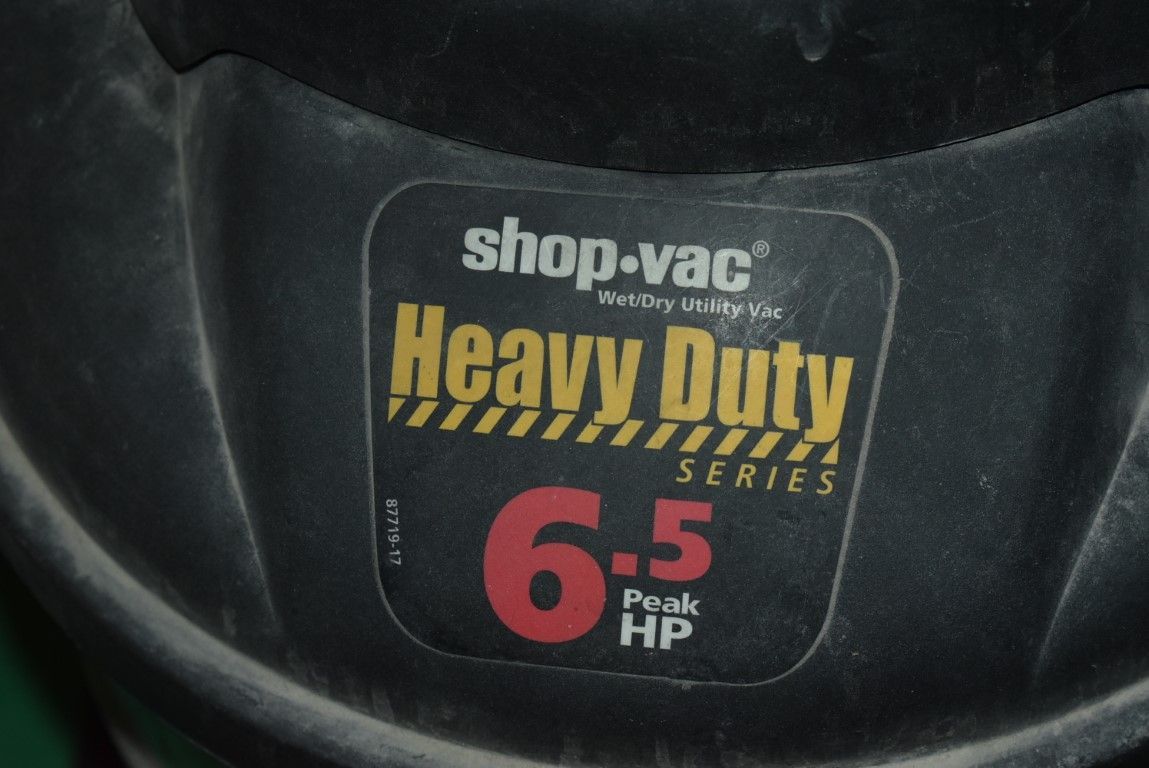 shop•vac®
Wet/Dry Utility Vac
Heavy Duty
SERIES
6.5
Peak
HP
87719-17